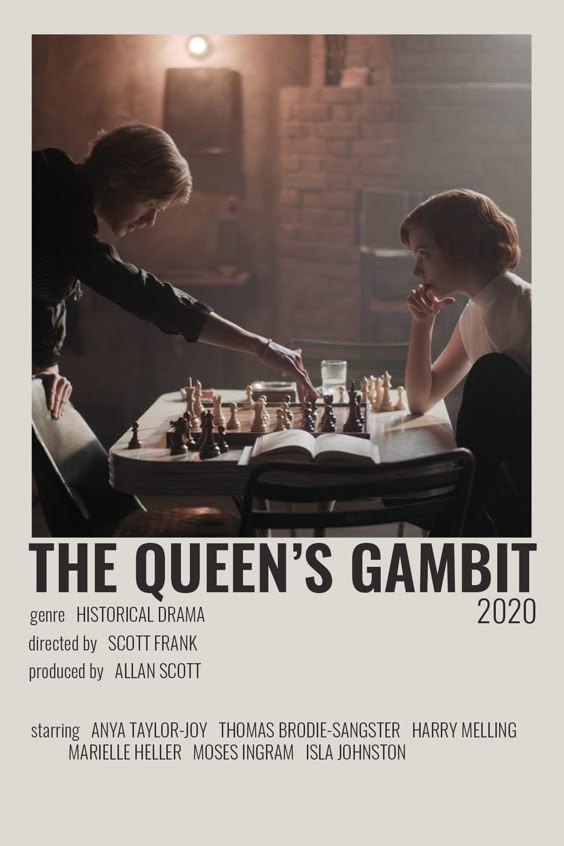 THE QUEEN'S GAMBIT
2020
genre HISTORICAL DRAMA
directed by SCOTT FRANK
produced by ALLAN SCOTT
starring ANYA TAYLOR-JOY THOMAS BRODIE-SANGSTER HARRY MELLING
MARIELLE HELLER MOSES INGRAM ISLA JOHNSTON